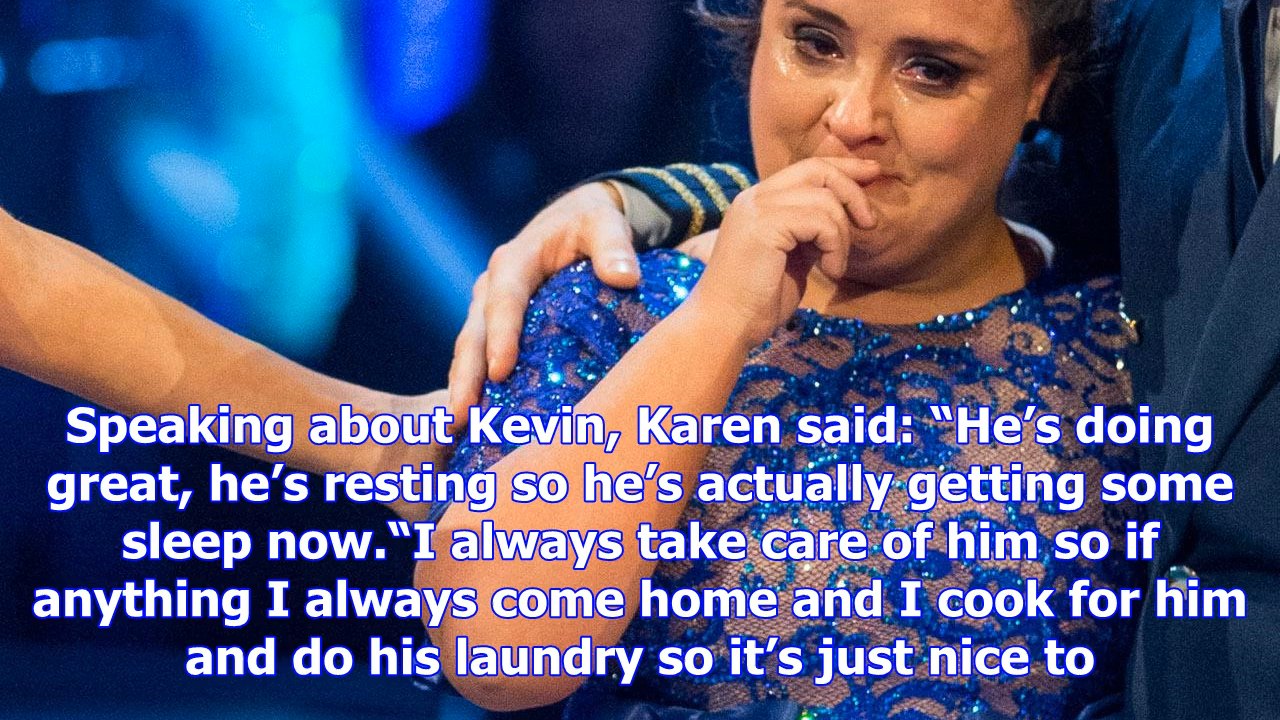 Speaking about Kevin, Karen said: “He’s doing
great, he’s resting so he’s actually getting some
sleep now.“I always take care of him so if
anything I always come home and I cook for him
and do his laundry so it’s just nice to